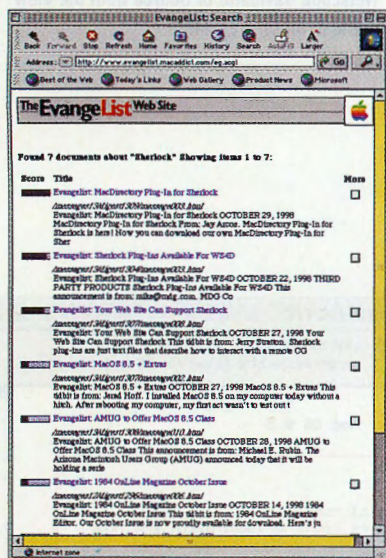 EvangeList: Search
Back Forward Stop Refresh Home Favorites History Search AutoFill Larger
Address: http://www.evangelist.macaddict.com/eg.acgi Go
Best of the Web Today's Links Web Gallery Product News Microsoft
The EvangeList Web Site
Found 7 documents about "Sherlock" Showing items 1 to 7:
Score Title More
Evangelist: MacDirectory Plug-In for Sherlock
Evangelist: MacDirectory Plug-In for Sherlock OCTOBER 29, 1998
MacDirectory Plug-In for Sherlock From: Jay
MacDirectory Plug-In for
Sherlock is here! Now you can download our own MacDirectory Plug-In for
Sher
Evangelist: Sherlock Plug-Ins Available For WS4D
Evangelist: Sherlock Plug-Ins Available For WS4D OCTOBER 22, 1998 THIRD
PARTY PRODUCTS Sherlock Plug-Ins Available For WS4D This
announcement is from: mike@mdg.com, MDG Co
Evangelist: Your Web Site Can Support Sherlock
Evangelist: Your Web Site Can Support Sherlock OCTOBER 27, 1998 Your
Web Site Can Support Sherlock This tidbit is from: Jerry Stratton. Sherlock
plug-ins are just text files that describe how to interact with a remote CG
Evangelist: MacOS 8.5 + Extras
Evangelist: MacOS 8.5 + Extras OCTOBER 27, 1998 MacOS 8.5 + Extras This
tidbit is from: Jerad Hoff. I installed MacOS 8.5 on my computer today without a
hitch. After rebooting my computer, my first act wasn't to test out t
Evangelist: AMUG to Offer MacOS 8.5 Class
Evangelist: AMUG to Offer MacOS 8.5 Class OCTOBER 28, 1998 AMUG to
Offer MacOS 8.5 Class This announcement is from: Michael E. Rubin. The
Arizona Macintosh Users Group (AMUG) announced today that it will be
holding a serie
Evangelist: 1984 OnLine Magazine October Issue
Evangelist: 1984 OnLine Magazine October Issue OCTOBER 14, 1998 1984
OnLine Magazine October Issue This tidbit is from: 1984 OnLine Magazine
Editor. Our October Issue is now proudly available for download. Here's ju
Internet zone